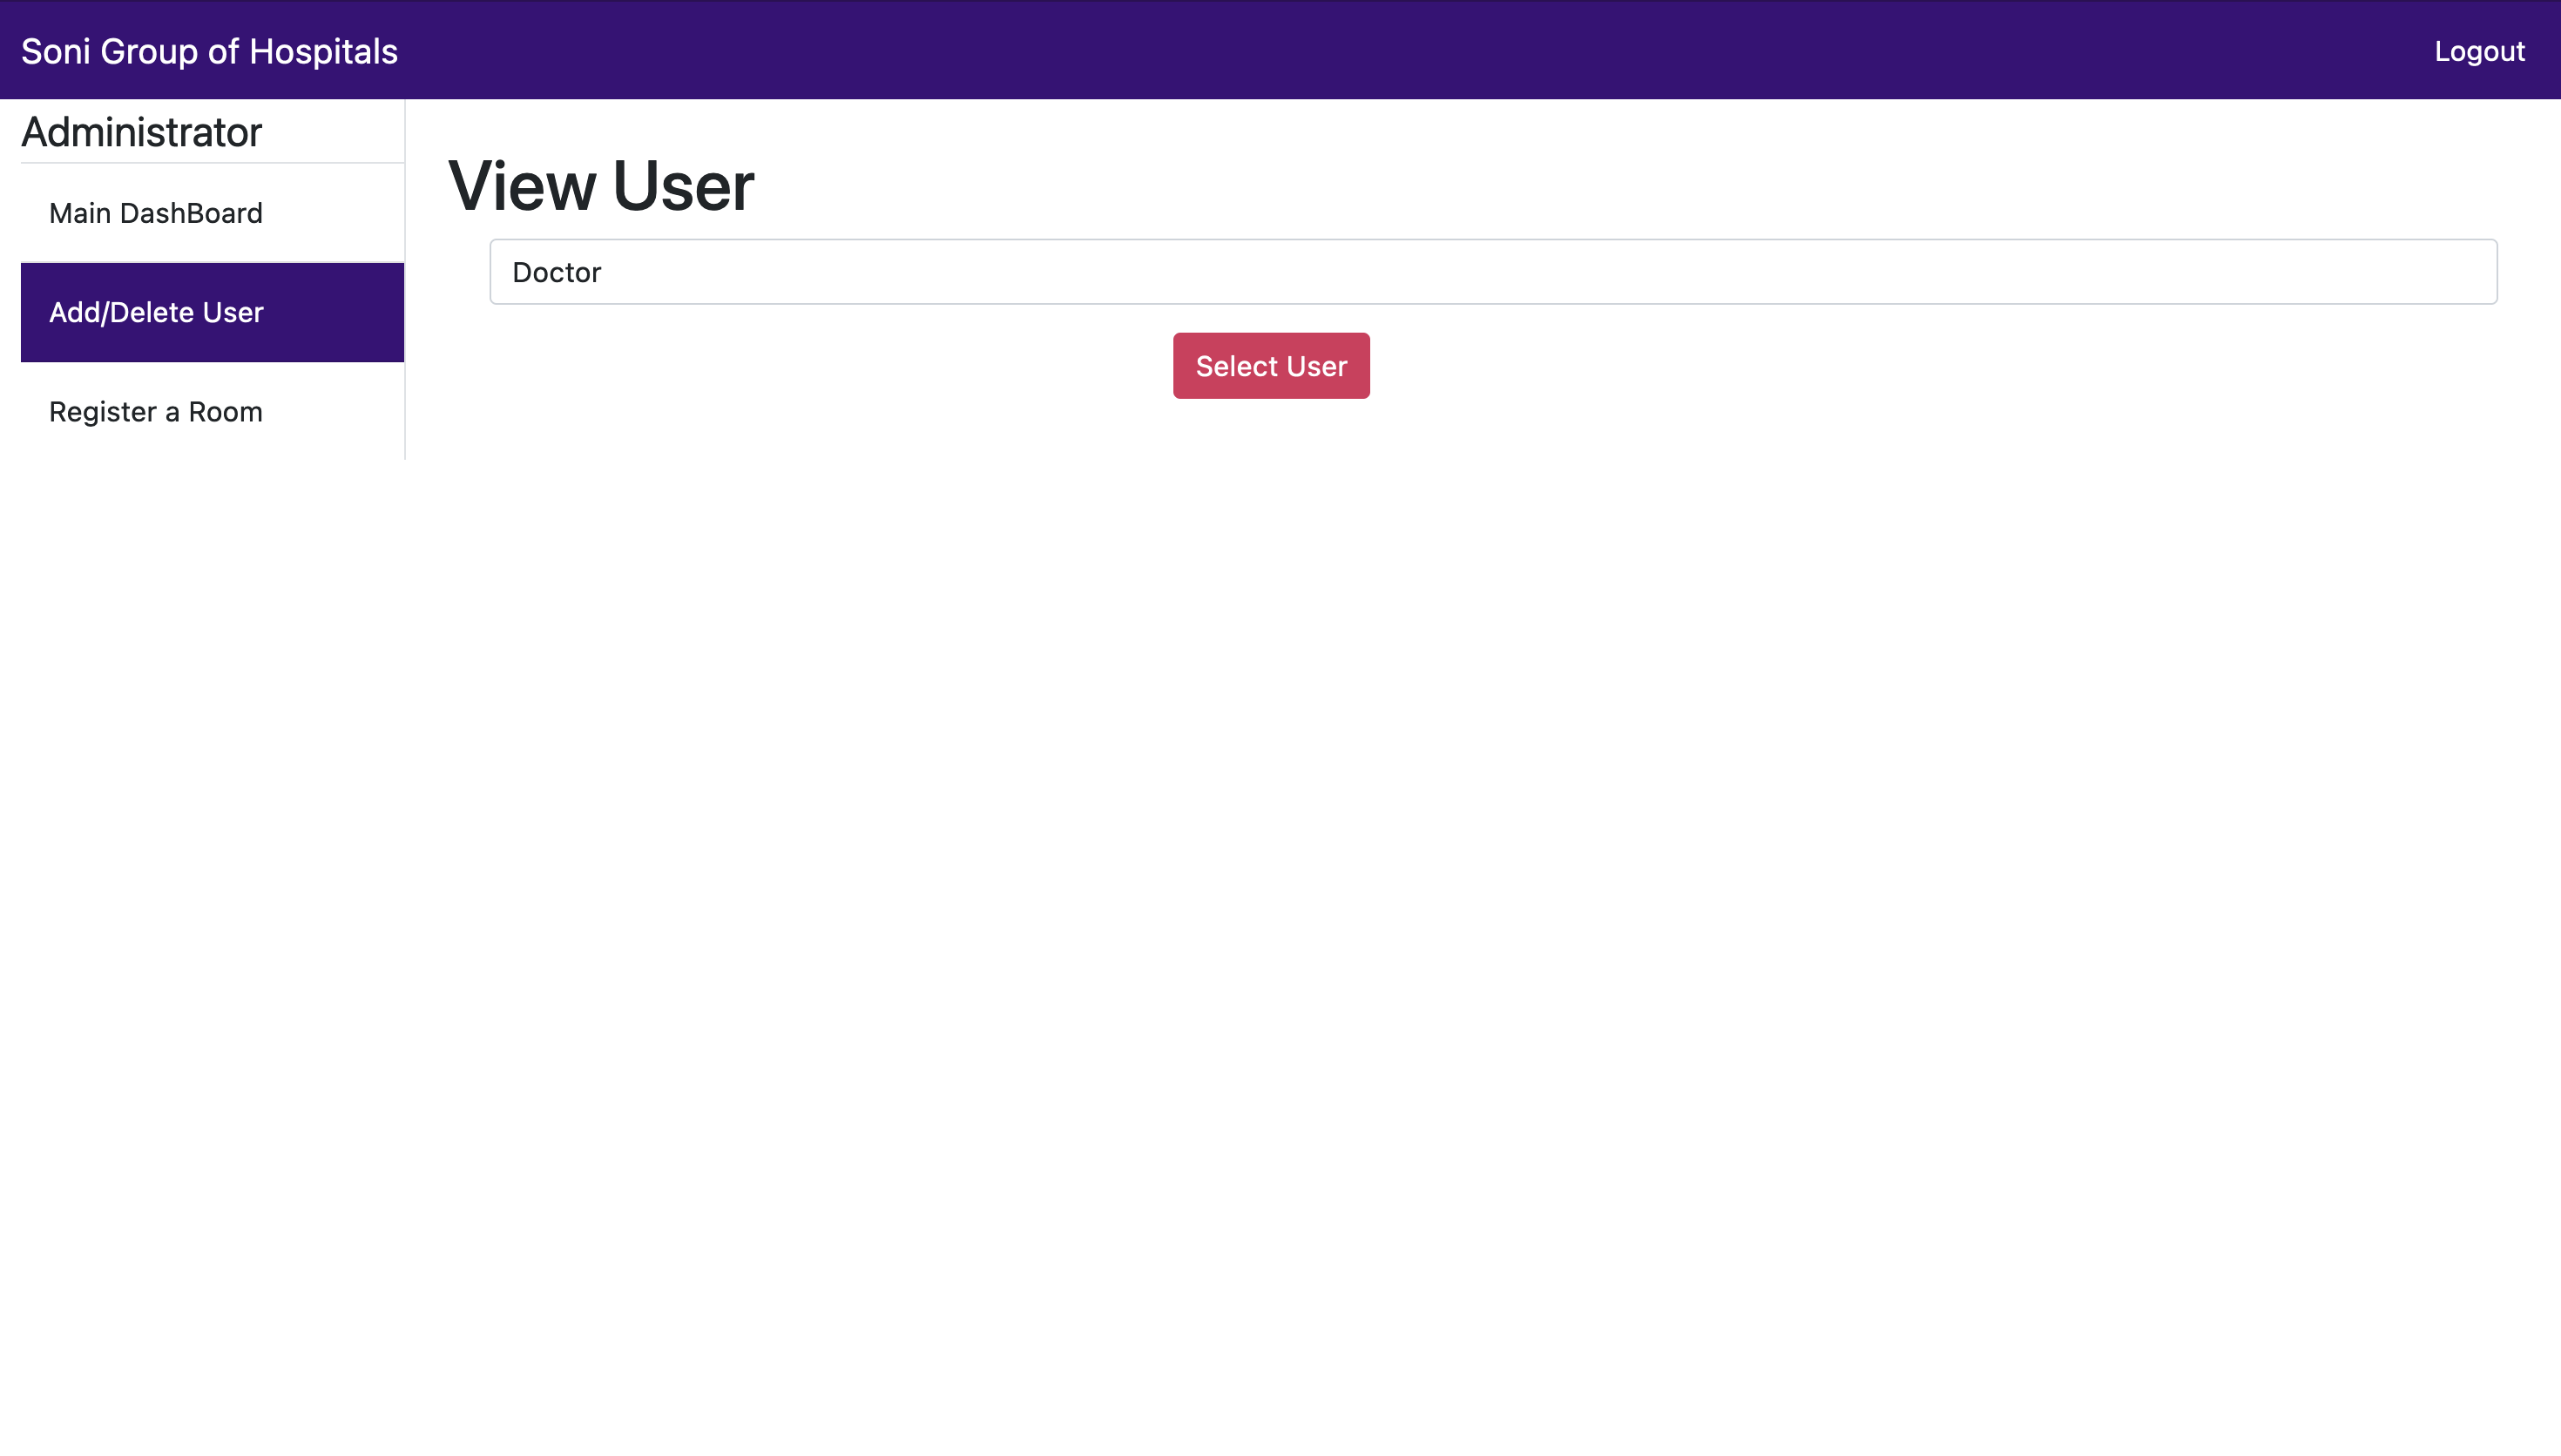 Soni Group of Hospitals
Logout
Administrator
Main DashBoard
Add/Delete User
Register a Room
View User
Doctor
Select User